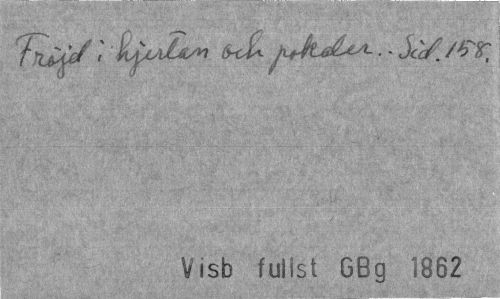 Fröjd i hjertan och pokaler.. Sid. 158.
Visb fullst GBg 1862